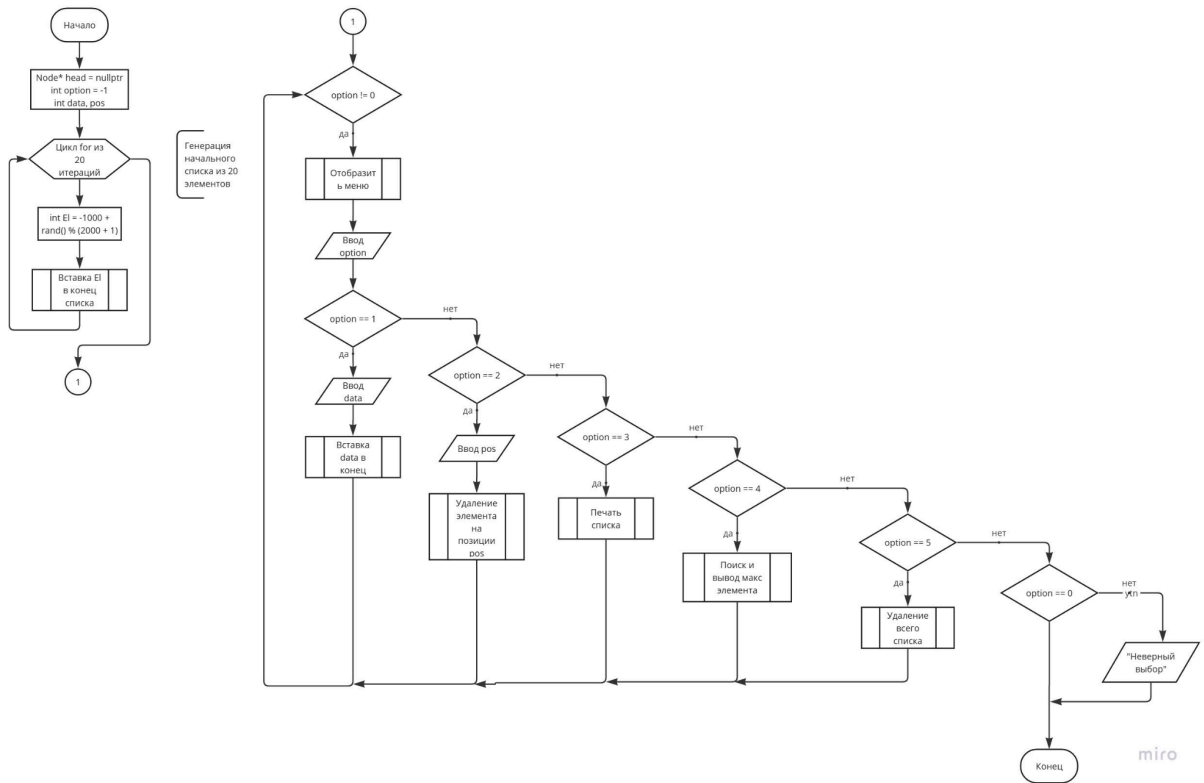 Начало
Node* head = nullptr
int option = -1
int data, pos
Цикл for из
20
итераций
int El = -1000 +
rand() % (2000 + 1)
Вставка El
в конец
списка
1
Генерация
начального
списка из 20
элементов
1
option != 0
да
Отобразит
ь меню
Ввод
option
option == 1
нет
да
Ввод
data
Вставка
data в
конец
option == 2
нет
да
Ввод pos
Удаление
элемента
на
позиции
pos
option == 3
нет
да
Печать
списка
option == 4
нет
да
Поиск и
вывод макс
элемента
option == 5
нет
да
Удаление
всего
списка
option == 0
нет
ytn
"Неверный
выбор"
Конец
miro